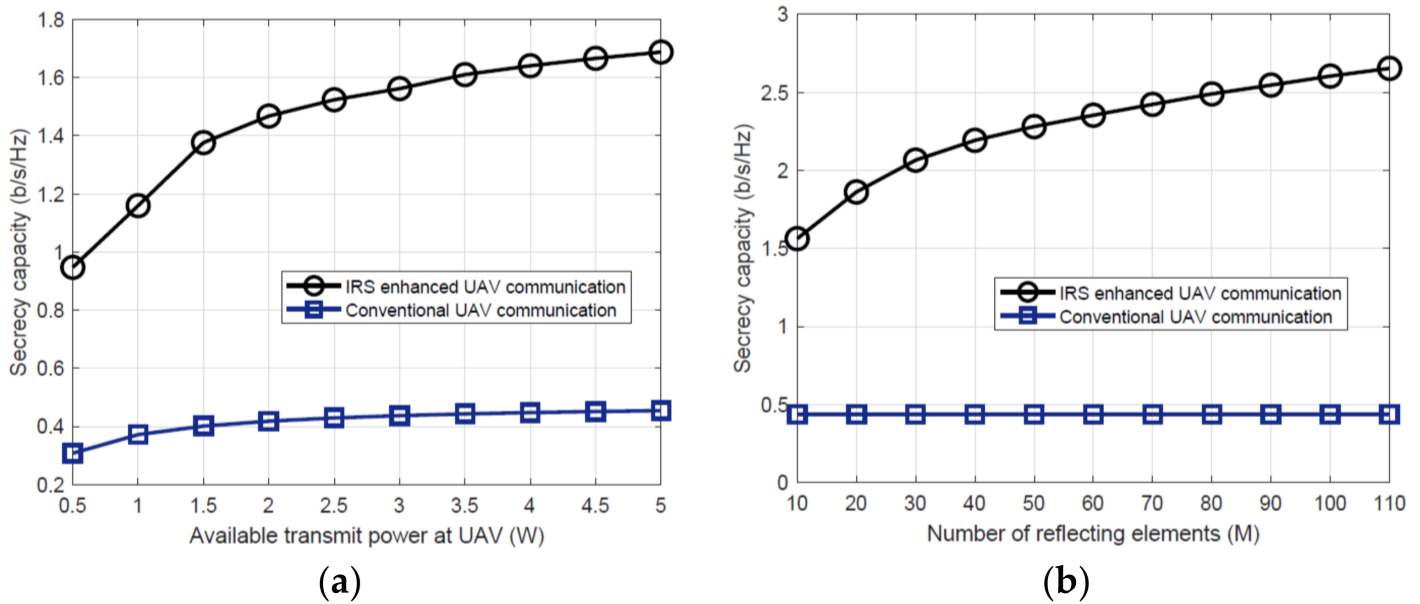 1.8
1.6
1.4
1.2
1
0.8
0.6
0.4
0.2
Secrecy capacity (b/s/Hz)
IRS enhanced UAV communication
Conventional UAV communication
0.5 1 1.5 2 2.5 3 3.5 4 4.5 5
Available transmit power at UAV (W)
(a)
3
2.5
2
1.5
1
0.5
0
Secrecy capacity (b/s/Hz)
IRS enhanced UAV communication
Conventional UAV communication
10 20 30 40 50 60 70 80 90 100 110
Number of reflecting elements (M)
(b)